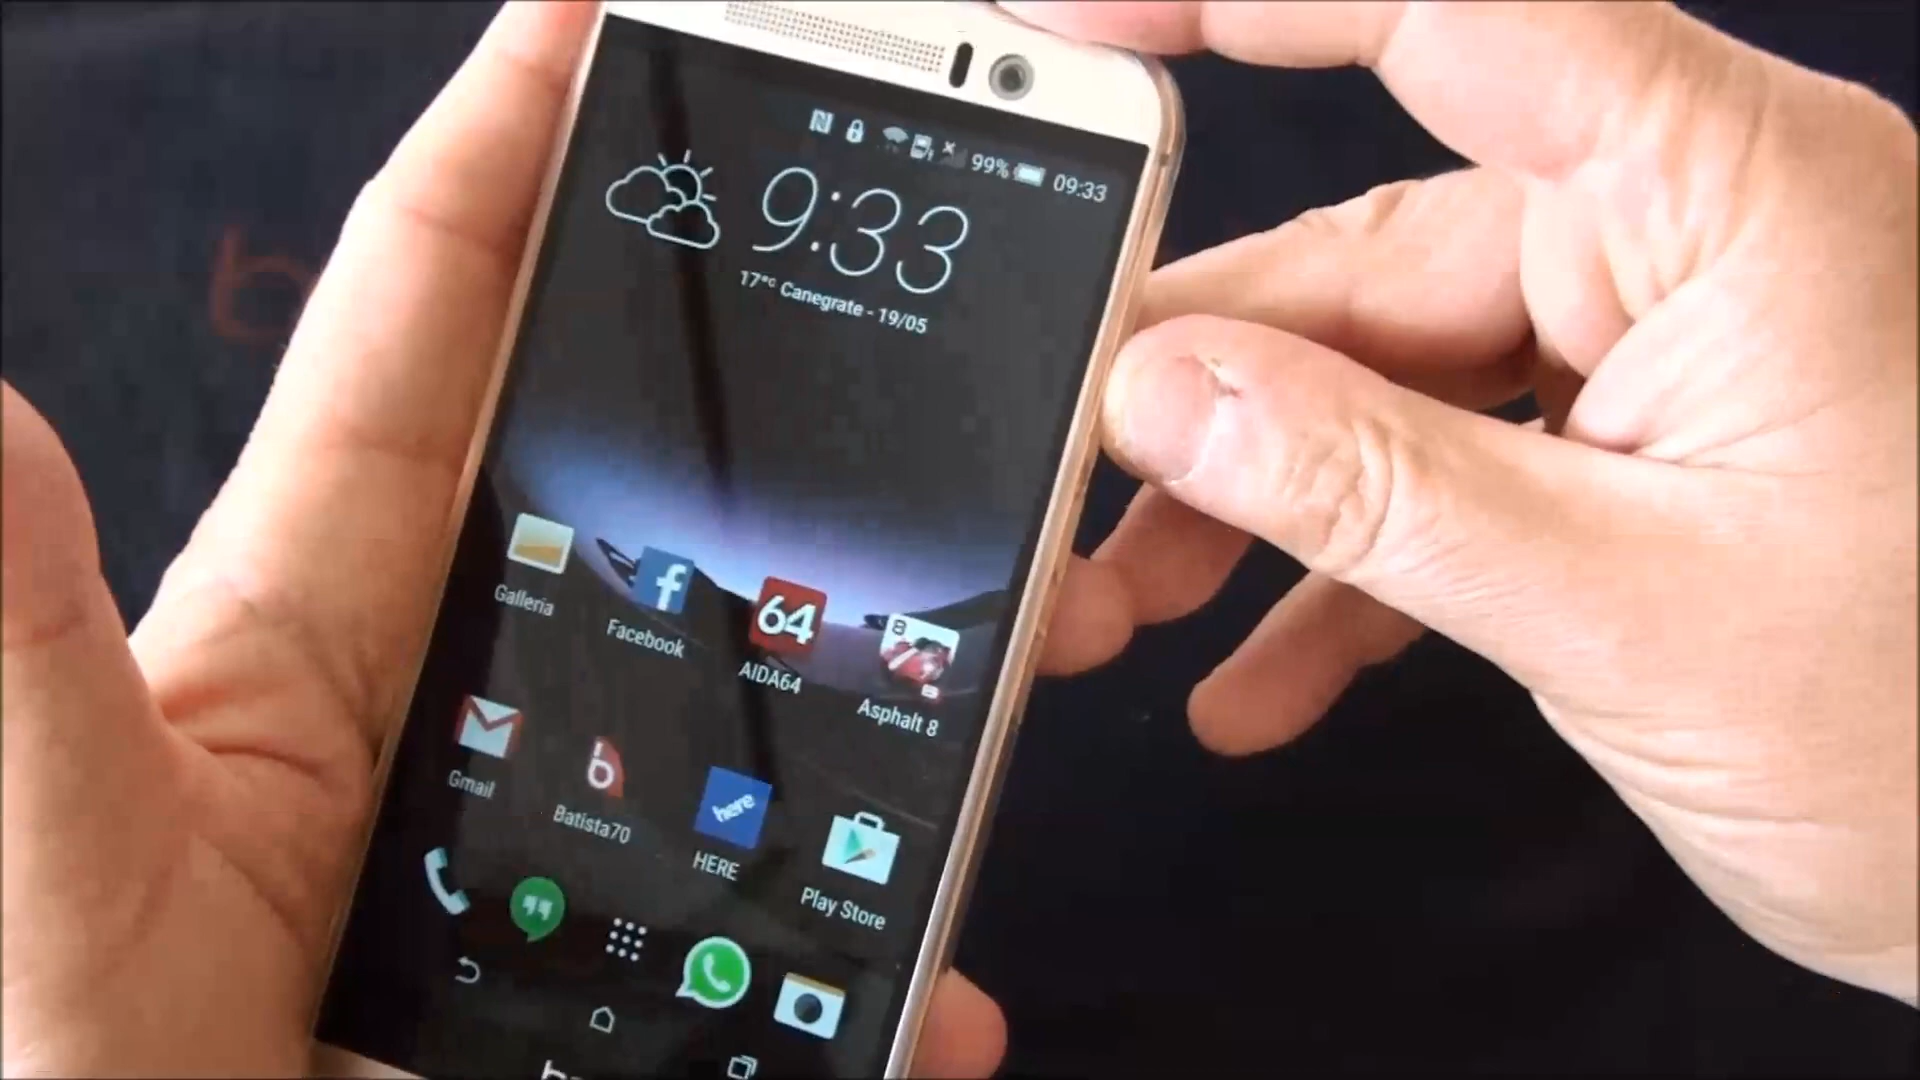 99% 09:33
9:33
17°C Canegrate - 19/05
Galleria
Facebook
64
AIDA64
8
Asphalt 8
Gmail
b
Batista70
here
HERE
Play Store